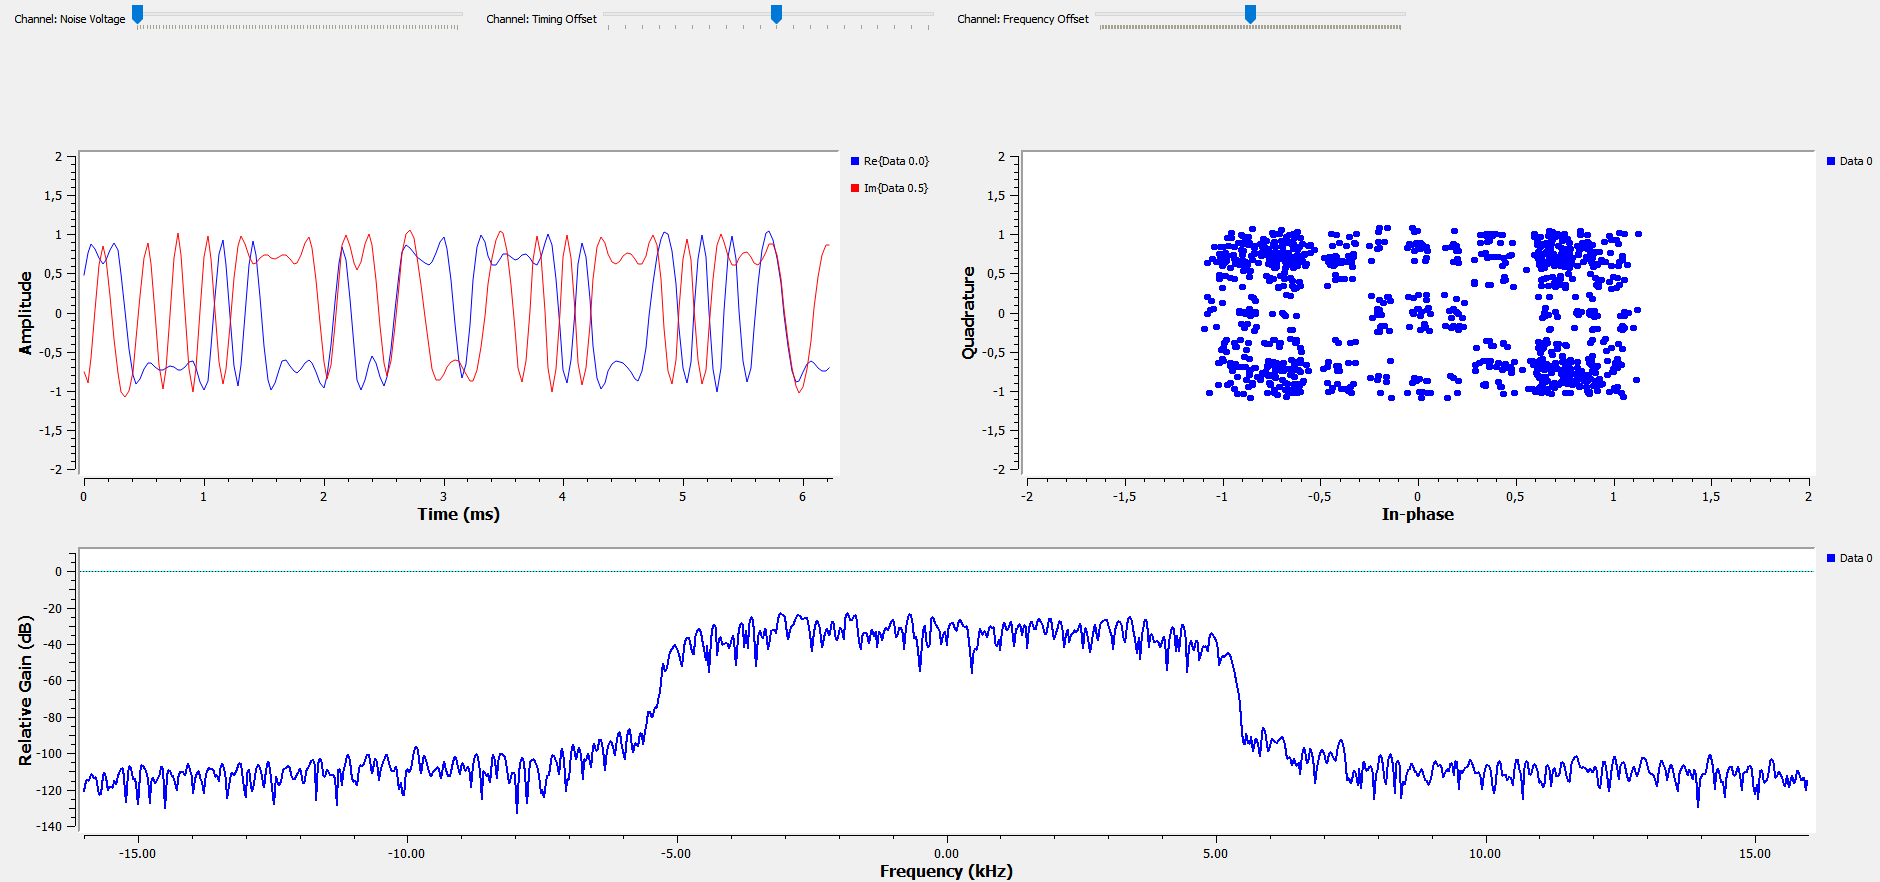 Channel: Noise Voltage
Channel: Timing Offset
Channel: Frequency Offset
2
1,5
1
0,5
0
-0,5
-1
-1,5
-2
Amplitude
0 1 2 3 4 5 6
Time (ms)
Re{Data 0.0}
Im{Data 0.5}
2
1,5
1
0,5
0
-0,5
-1
-1,5
-2
Quadrature
-2 -1,5 -1 -0,5 0 0,5 1 1,5 2
In-phase
Data 0
0
-20
-40
-60
-80
-100
-120
-140
Relative Gain (dB)
-15.00 -10.00 -5.00 0.00 5.00 10.00 15.00
Frequency (kHz)
Data 0